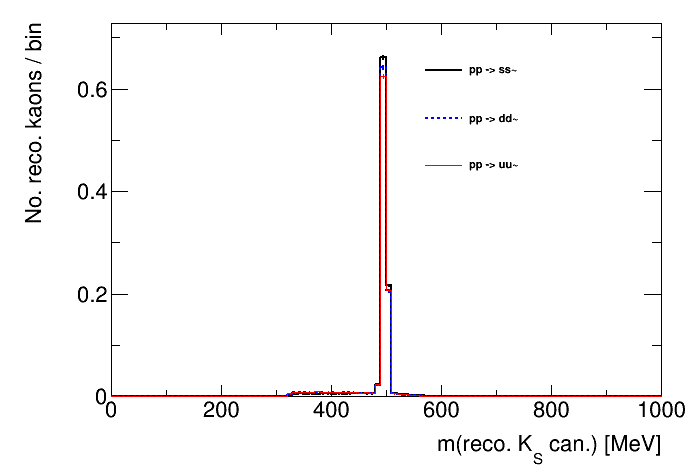 No. reco. kaons / bin
0.6
0.4
0.2
0
pp -> ss~
pp -> dd~
pp -> uu~
0 200 400 600 800 1000
m(reco. K_S can.) [MeV]